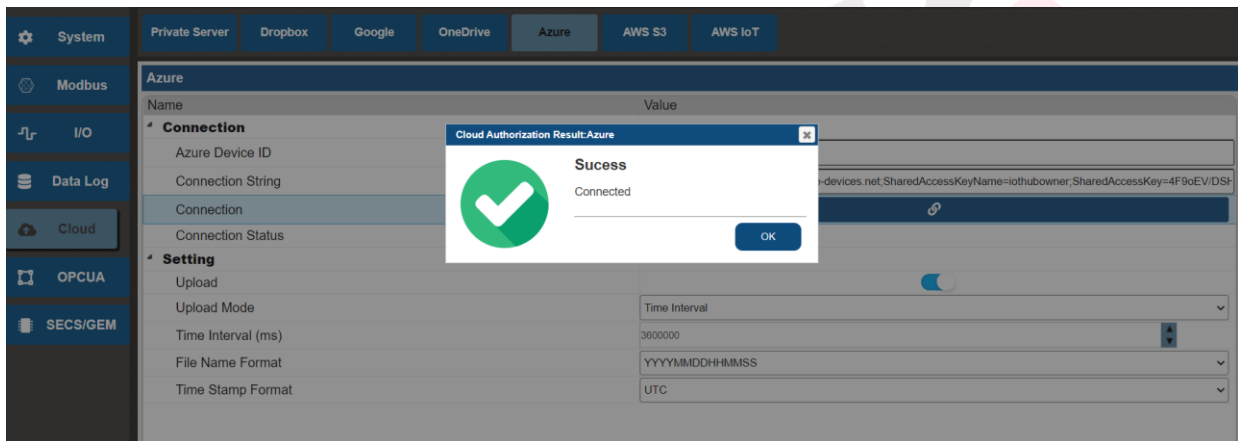 System
Modbus
I/O
Data Log
Cloud
OPCUA
SECS/GEM
Private Server Dropbox Google OneDrive Azure AWS S3 AWS IoT
Azure
Name Value
Connection
Azure Device ID
Connection String -devices.net;SharedAccessKeyName=iothubowner;SharedAccessKey=4F9oEV/DSH
Connection
Connection Status
Setting
Upload
Upload Mode Time Interval
Time Interval (ms) 3600000
File Name Format YYYYMMDDHHMMSS
Time Stamp Format UTC
Cloud Authorization Result:Azure
Sucess
Connected
OK